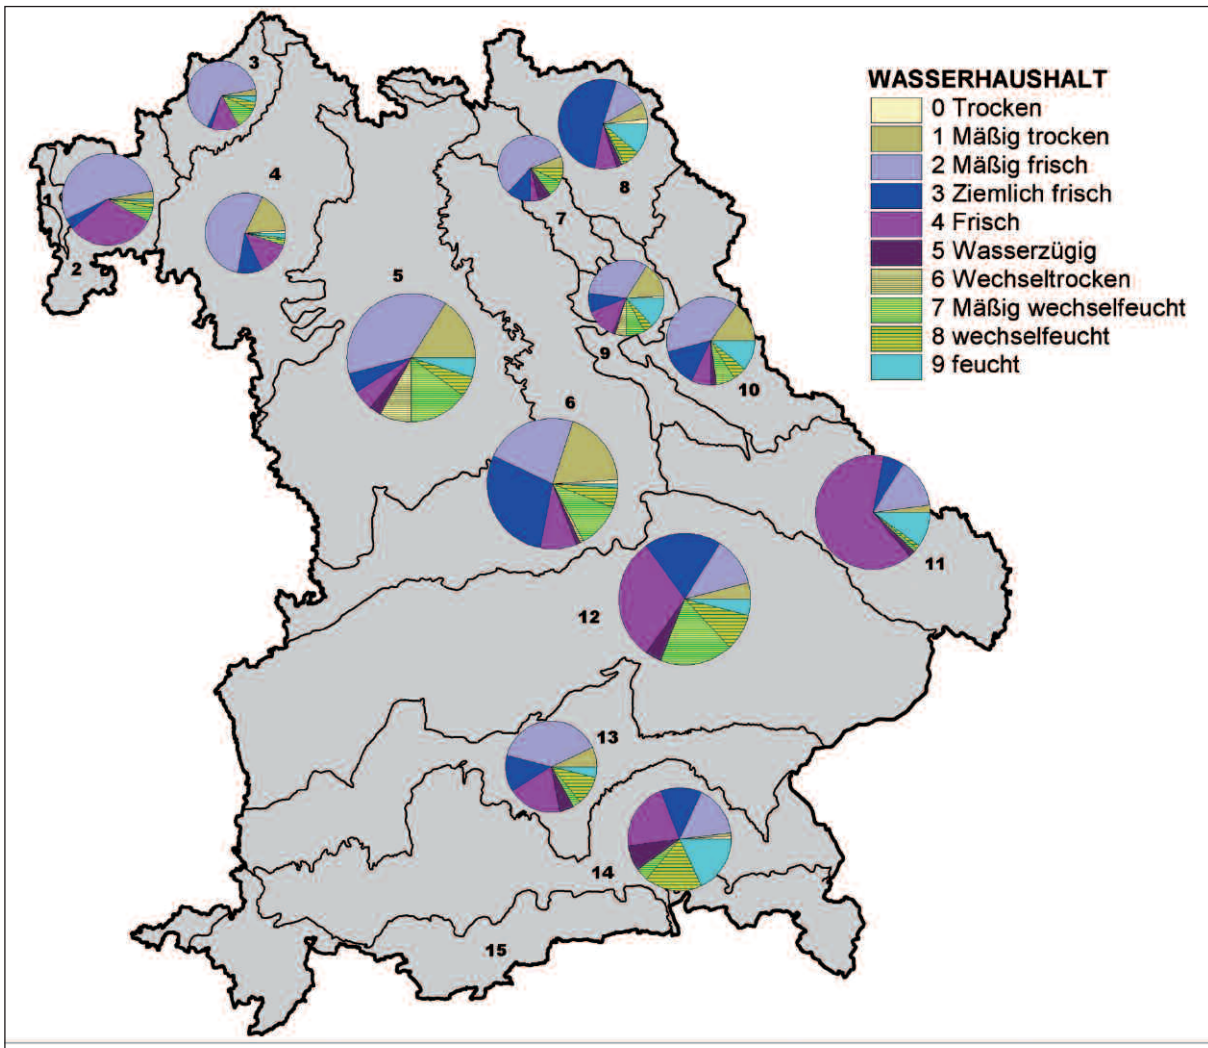 WASSERHAUSHALT
0 Trocken
1 Mäßig trocken
2 Mäßig frisch
3 Ziemlich frisch
4 Frisch
5 Wasserzügig
6 Wechseltrocken
7 Mäßig wechselfeucht
8 wechselfeucht
9 feucht
3
4
8
1
7
2
5
9
10
6
11
12
13
14
15